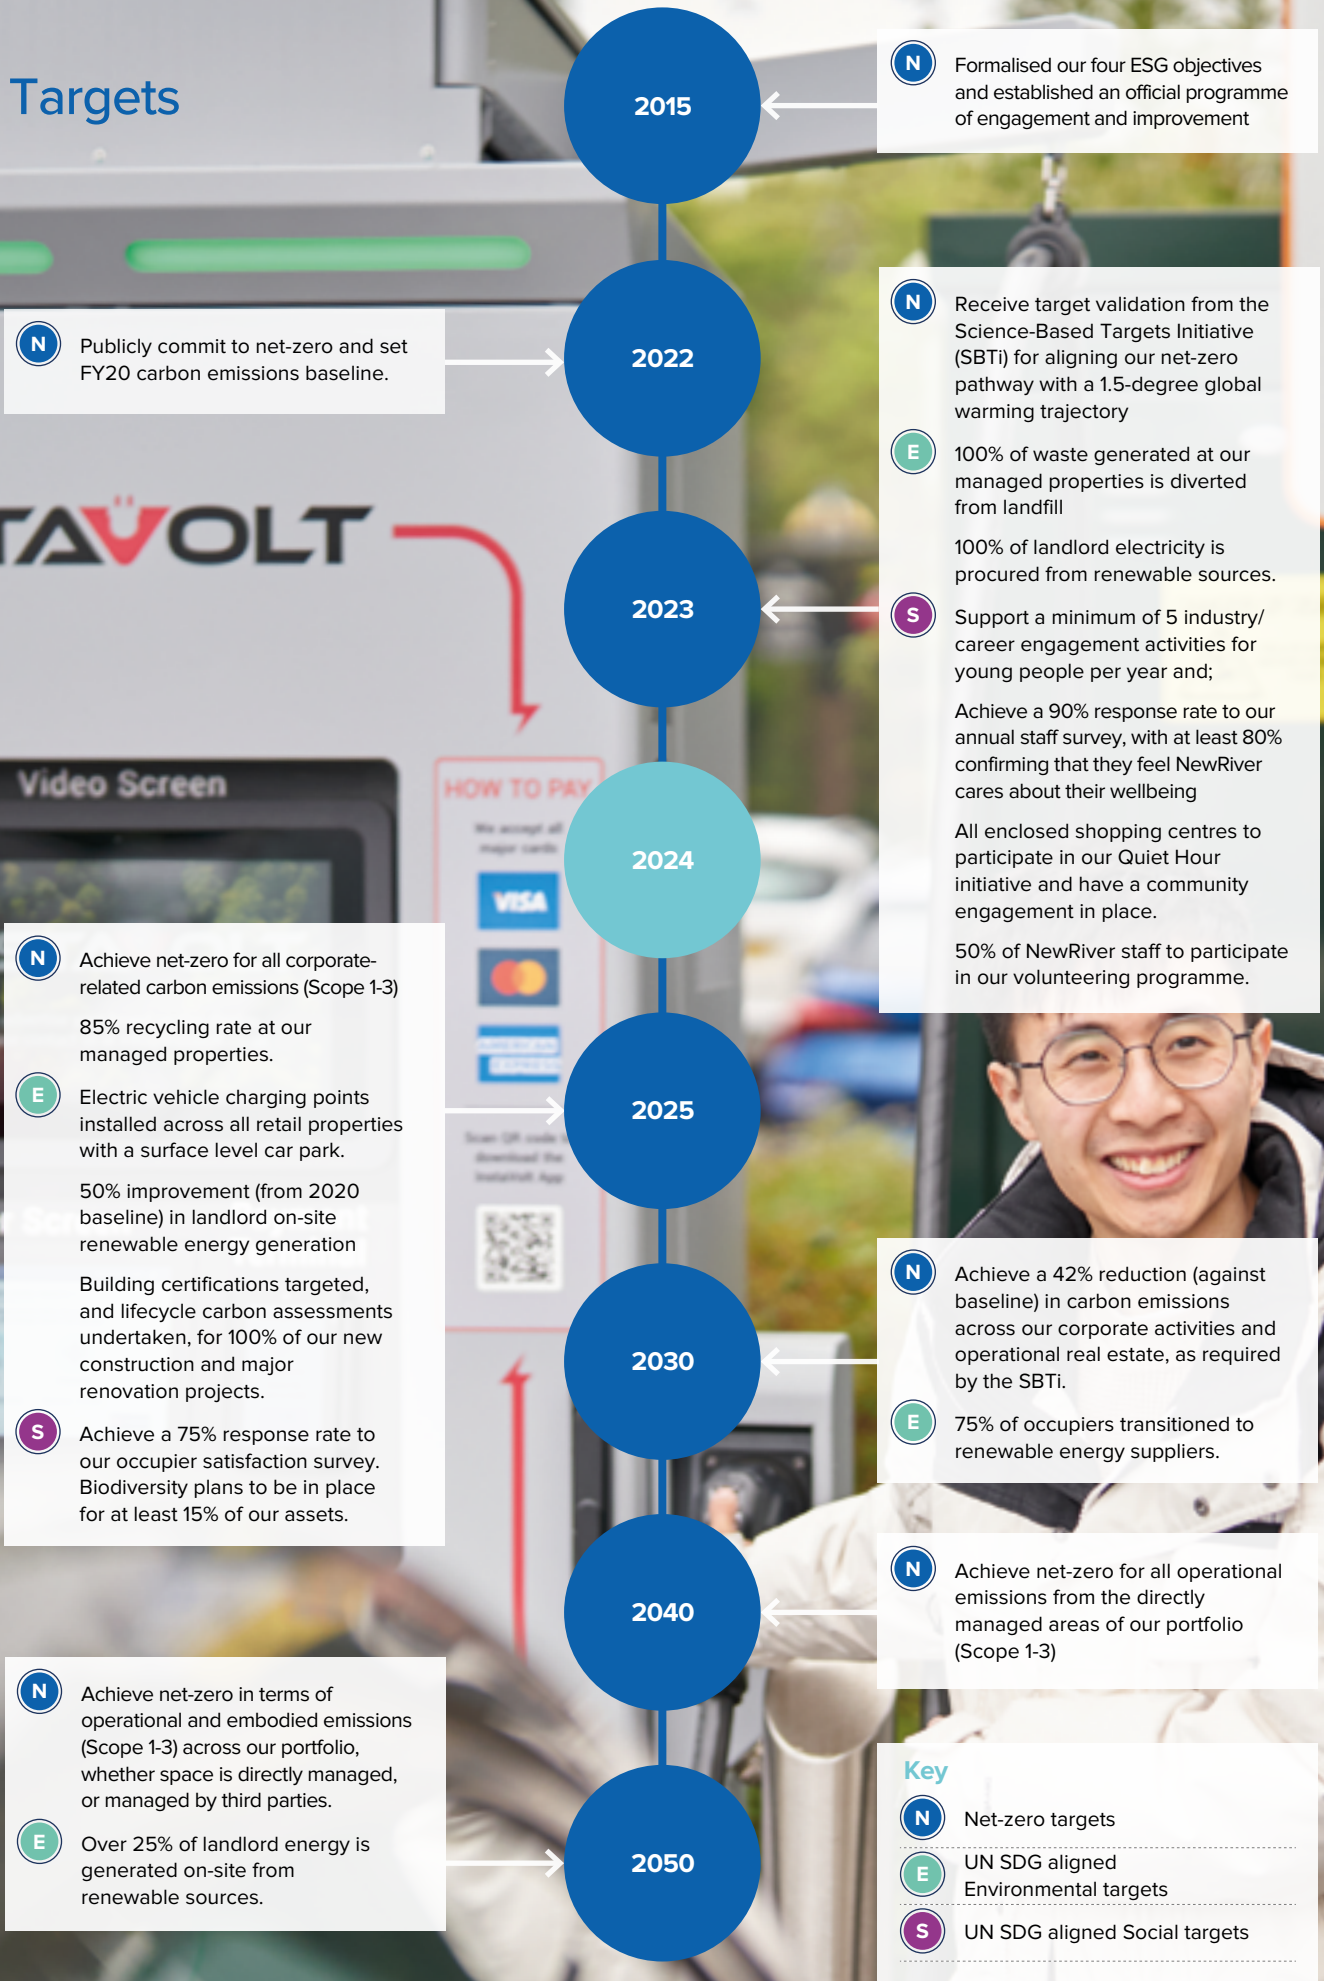 Targets
2015
N
Formalised our four ESG objectives
and established an official programme
of engagement and improvement
N
Publicly commit to net-zero and set
FY20 carbon emissions baseline.
2022
N
Receive target validation from the
Science-Based Targets Initiative
(SBTi) for aligning our net-zero
pathway with a 1.5-degree global
warming trajectory
E
100% of waste generated at our
managed properties is diverted
from landfill
100% of landlord electricity is
procured from renewable sources.
S
Support a minimum of 5 industry/
career engagement activities for
young people per year and;
Achieve a 90% response rate to our
annual staff survey, with at least 80%
confirming that they feel NewRiver
cares about their wellbeing
All enclosed shopping centres to
participate in our Quiet Hour
initiative and have a community
engagement in place.
50% of NewRiver staff to participate
in our volunteering programme.
2023
TAVOLT
Video Screen
HOW TO PAY
We accept all
major cards
VISA
AMERICAN
EXPRESS
Scan QR code
download the
InstaVolt App
2024
N
Achieve net-zero for all corporate-
related carbon emissions (Scope 1-3)
85% recycling rate at our
managed properties.
E
Electric vehicle charging points
installed across all retail properties
with a surface level car park.
50% improvement (from 2020
baseline) in landlord on-site
renewable energy generation
Building certifications targeted,
and lifecycle carbon assessments
undertaken, for 100% of our new
construction and major
renovation projects.
S
Achieve a 75% response rate to
our occupier satisfaction survey.
Biodiversity plans to be in place
for at least 15% of our assets.
2025
2030
N
Achieve a 42% reduction (against
baseline) in carbon emissions
across our corporate activities and
operational real estate, as required
by the SBTi.
E
75% of occupiers transitioned to
renewable energy suppliers.
2040
N
Achieve net-zero for all operational
emissions from the directly
managed areas of our portfolio
(Scope 1-3)
N
Achieve net-zero in terms of
operational and embodied emissions
(Scope 1-3) across our portfolio,
whether space is directly managed,
or managed by third parties.
E
Over 25% of landlord energy is
generated on-site from
renewable sources.
2050
Key
N
Net-zero targets
E
UN SDG aligned
Environmental targets
S
UN SDG aligned Social targets